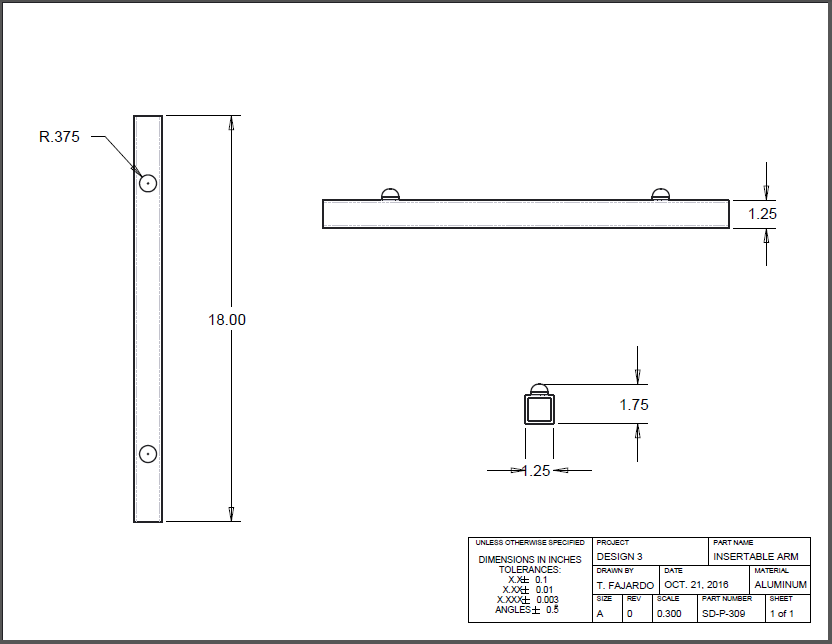 R.375
18.00
1.25
1.75
1.25
UNLESS OTHERWISE SPECIFIED
DIMENSIONS IN INCHES
TOLERANCES:
X.X± 0.1
X.XX± 0.01
X.XXX± 0.003
ANGLES± 0.5
PROJECT
DESIGN 3
PART NAME
INSERTABLE ARM
DRAWN BY
T. FAJARDO
DATE
OCT. 21, 2016
MATERIAL
ALUMINUM
SIZE
A
REV
0
SCALE
0.300
PART NUMBER
SD-P-309
SHEET
1 of 1